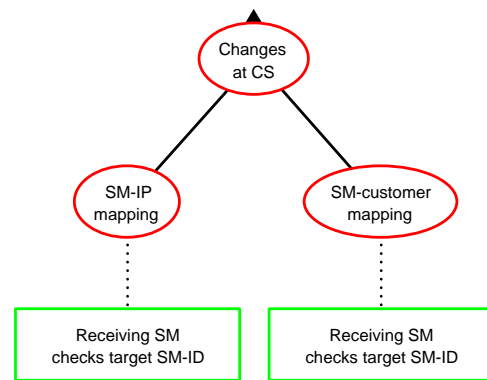 Changes
at CS
SM-IP
mapping
SM-customer
mapping
Receiving SM
checks target SM-ID
Receiving SM
checks target SM-ID